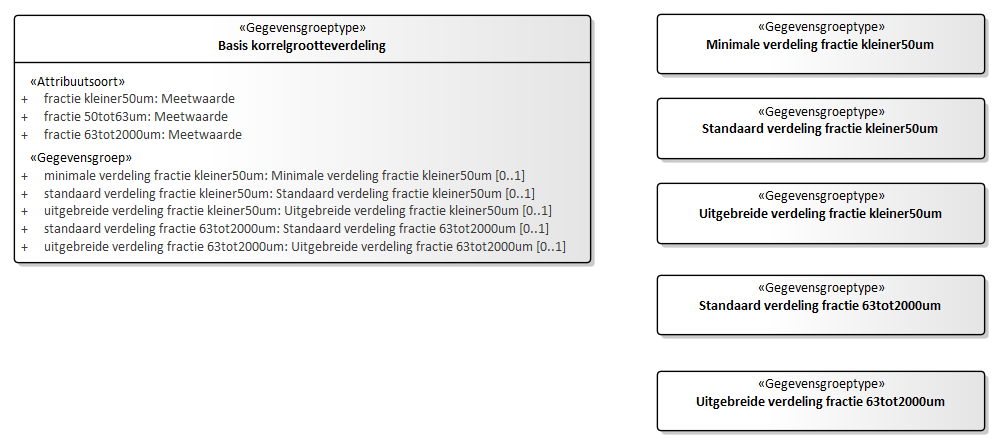 «Gegevensgroeptype»
Basis korrelgrootteverdeling
«Attribuutsoort»
+ fractie kleiner50um: Meetwaarde
+ fractie 50tot63um: Meetwaarde
+ fractie 63tot2000um: Meetwaarde
«Gegevensgroep»
+ minimale verdeling fractie kleiner50um: Minimale verdeling fractie kleiner50um [0..1]
+ standaard verdeling fractie kleiner50um: Standaard verdeling fractie kleiner50um [0..1]
+ uitgebreide verdeling fractie kleiner50um: Uitgebreide verdeling fractie kleiner50um [0..1]
+ standaard verdeling fractie 63tot2000um: Standaard verdeling fractie 63tot2000um [0..1]
+ uitgebreide verdeling fractie 63tot2000um: Uitgebreide verdeling fractie 63tot2000um [0..1]
«Gegevensgroeptype»
Minimale verdeling fractie kleiner50um
«Gegevensgroeptype»
Standaard verdeling fractie kleiner50um
«Gegevensgroeptype»
Uitgebreide verdeling fractie kleiner50um
«Gegevensgroeptype»
Standaard verdeling fractie 63tot2000um
«Gegevensgroeptype»
Uitgebreide verdeling fractie 63tot2000um